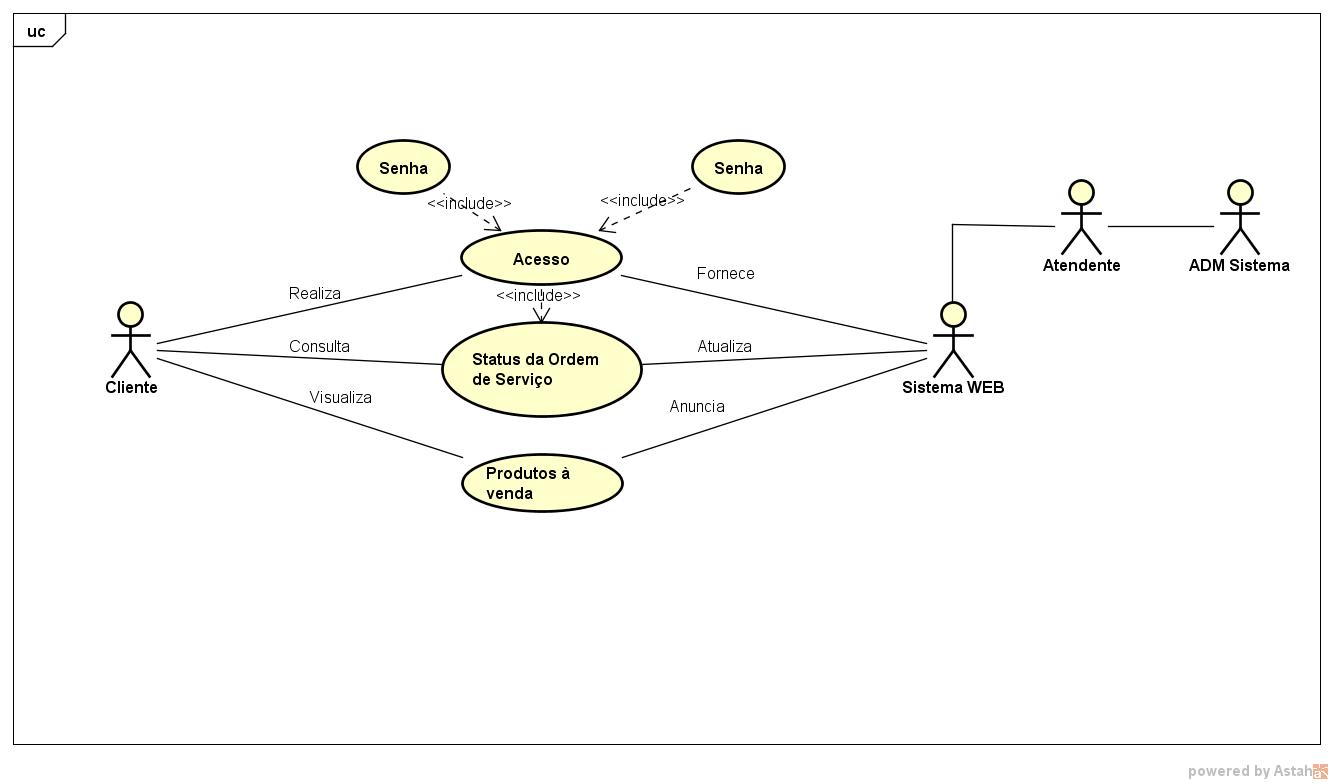 uc
Senha
Senha
<<include>>
<<include>>
Acesso
Atendente
ADM Sistema
Fornece
Realiza
<<include>>
Consulta
Atualiza
Status da Ordem
de Serviço
Cliente
Sistema WEB
Visualiza
Anuncia
Produtos à
venda
powered by Astah